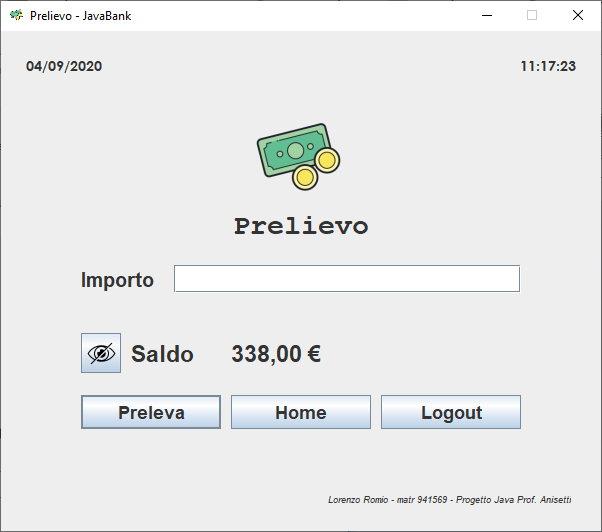 Prelievo - JavaBank
04/09/2020 11:17:23
Prelievo
Importo
Saldo 338,00 €
Preleva Home Logout
Lorenzo Romio - matr 941569 - Progetto Java Prof. Anisetti